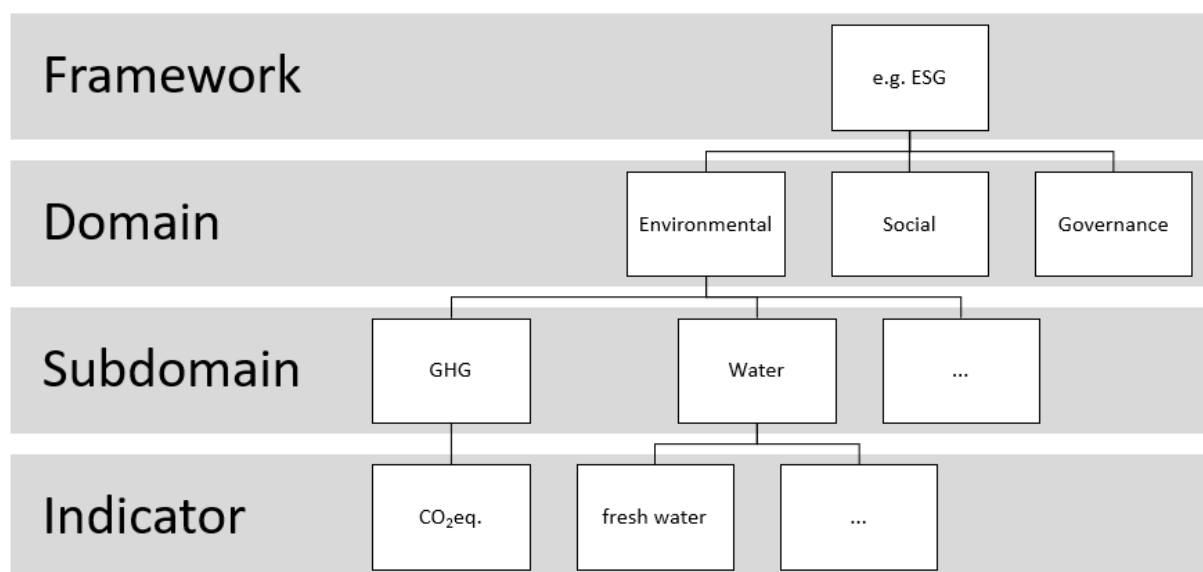 Framework
e.g. ESG
Domain
Environmental
Social
Governance
Subdomain
GHG
Water
...
Indicator
CO₂eq.
fresh water
...